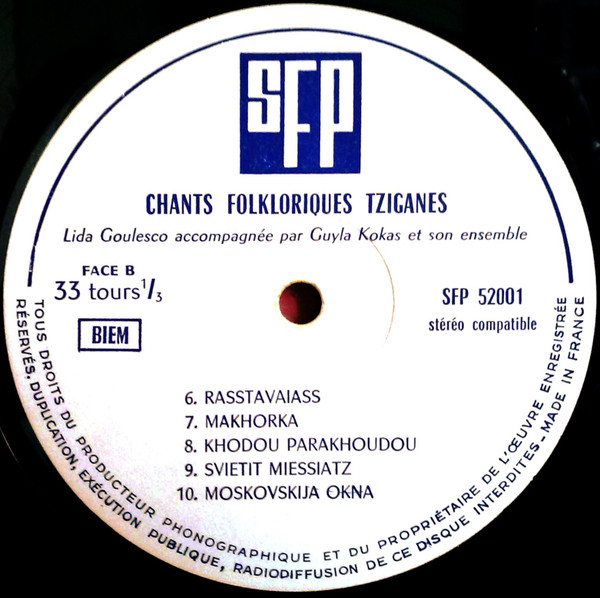 SFP
CHANTS FOLKLORIQUES TZIGANES
Lida Goulesco accompagnée par Guyla Kokas et son ensemble
FACE B
33 tours 1/3
BIEM
SFP 52001
stéréo compatible
6. RASSTAVAIASS
7. MAKHORKA
8. KHODOU PARAKHOUDOU
9. SVIETIT MIESSIATZ
10. MOSKOVSKIJA OKNA
TOUS DROITS DU PRODUCTEUR PHONOGRAPHIQUE ET DU PROPRIÉTAIRE DE L'ŒUVRE ENREGISTRÉE
RÉSERVÉS. DUPLICATION, EXÉCUTION PUBLIQUE, RADIODIFFUSION DE CE DISQUE INTERDITES - MADE IN FRANCE